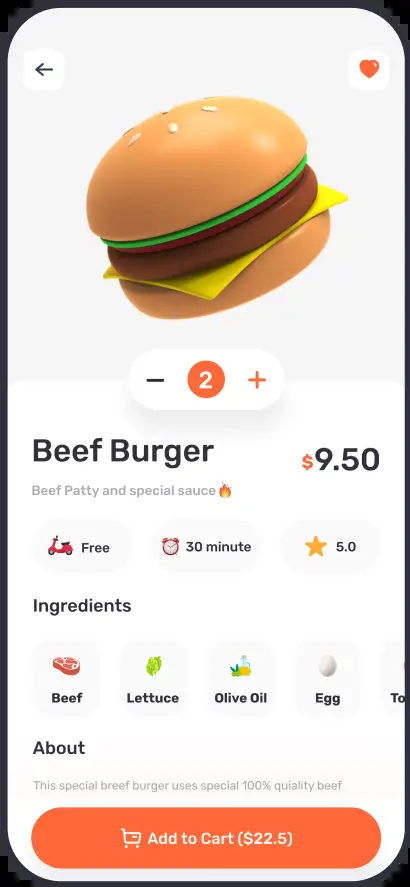 2
Beef Burger
$9.50
Beef Patty and special sauce🔥
Free
30 minute
5.0
Ingredients
Beef
Lettuce
Olive Oil
Egg
To
About
This special breef burger uses special 100% quiality beef
Add to Cart ($22.5)